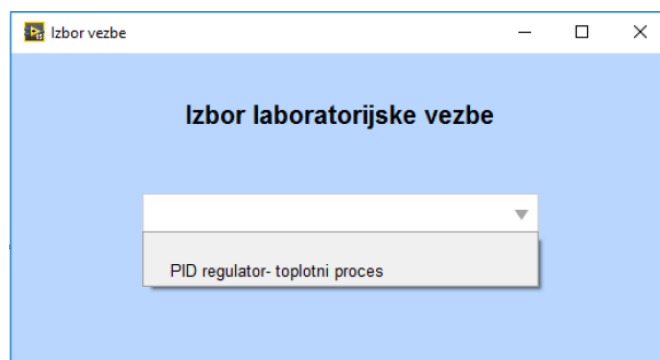 Izbor vezbe
Izbor laboratorijske vezbe
PID regulator- toplotni proces